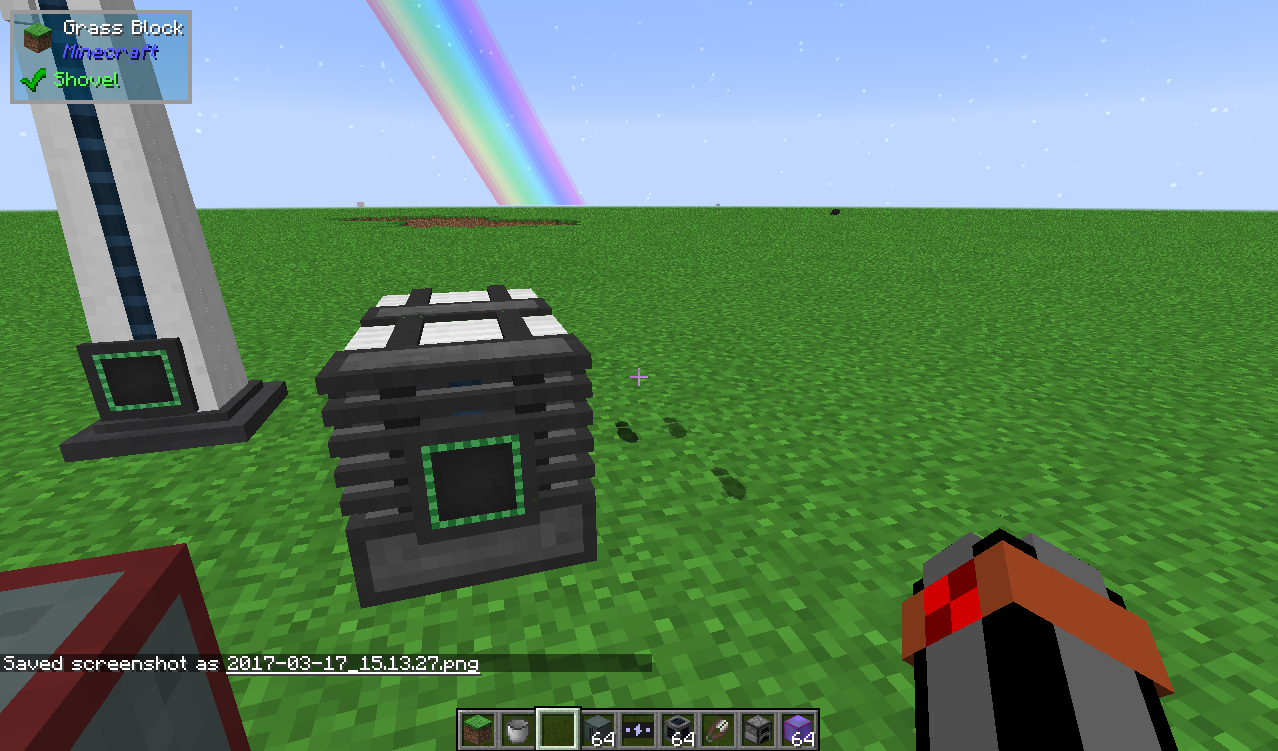 Grass Block
Minecraft
Shovel
Saved screenshot as 2017-03-17_15.13.27.png
64
64
64